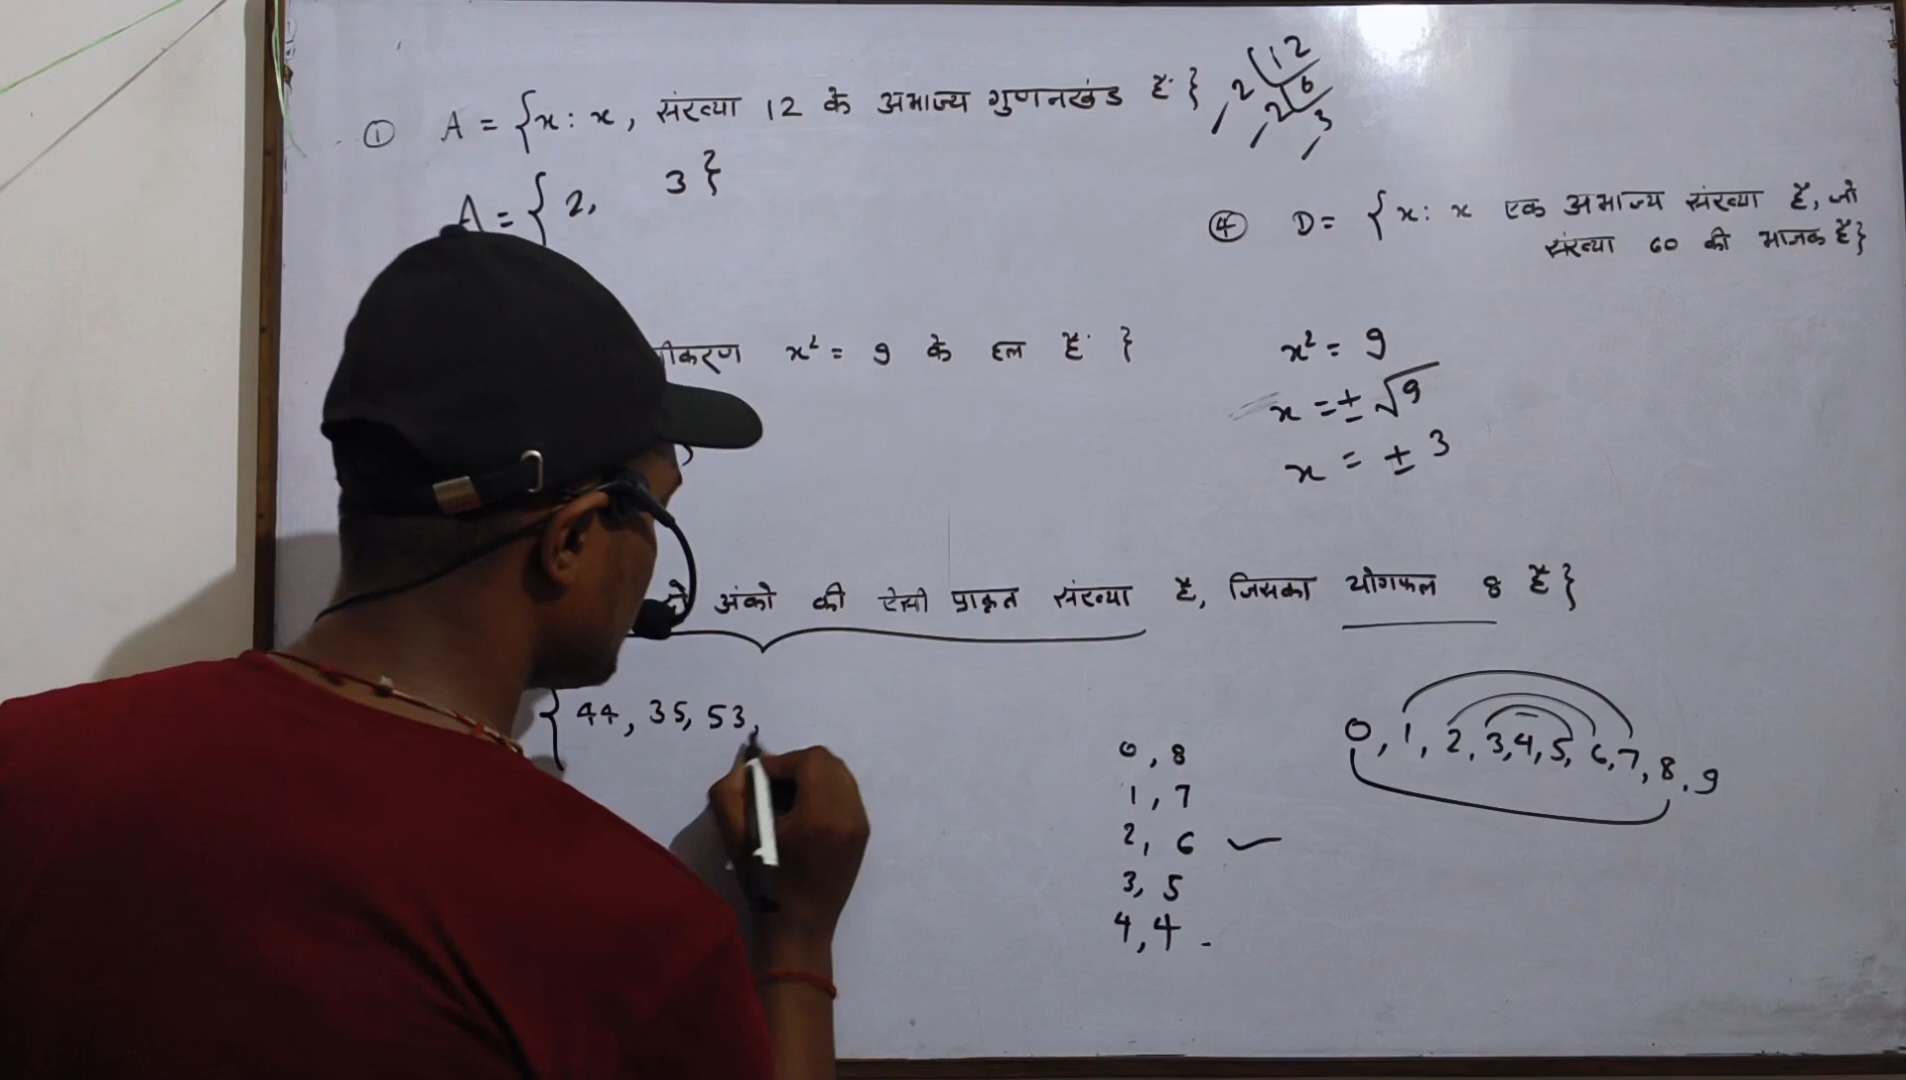 ① A = {x : x, संख्या 12 के अभाज्य गुणनखंड हैं }
2 | 12
2 | 6
3
A = { 2, 3 }
④ D = { x : x एक अभाज्य संख्या है, जो
संख्या 60 की भाजक है}
x² = 9 के हल हैं }
x² = 9
x = ± √9
x = ± 3
अंको की ऐसी प्राकृत संख्या है, जिसका योगफल 8 है }
{ 44, 35, 53,
0, 8
1, 7
2, 6 ✓
3, 5
4, 4 -
0, 1, 2, 3, 4, 5, 6, 7, 8, 9